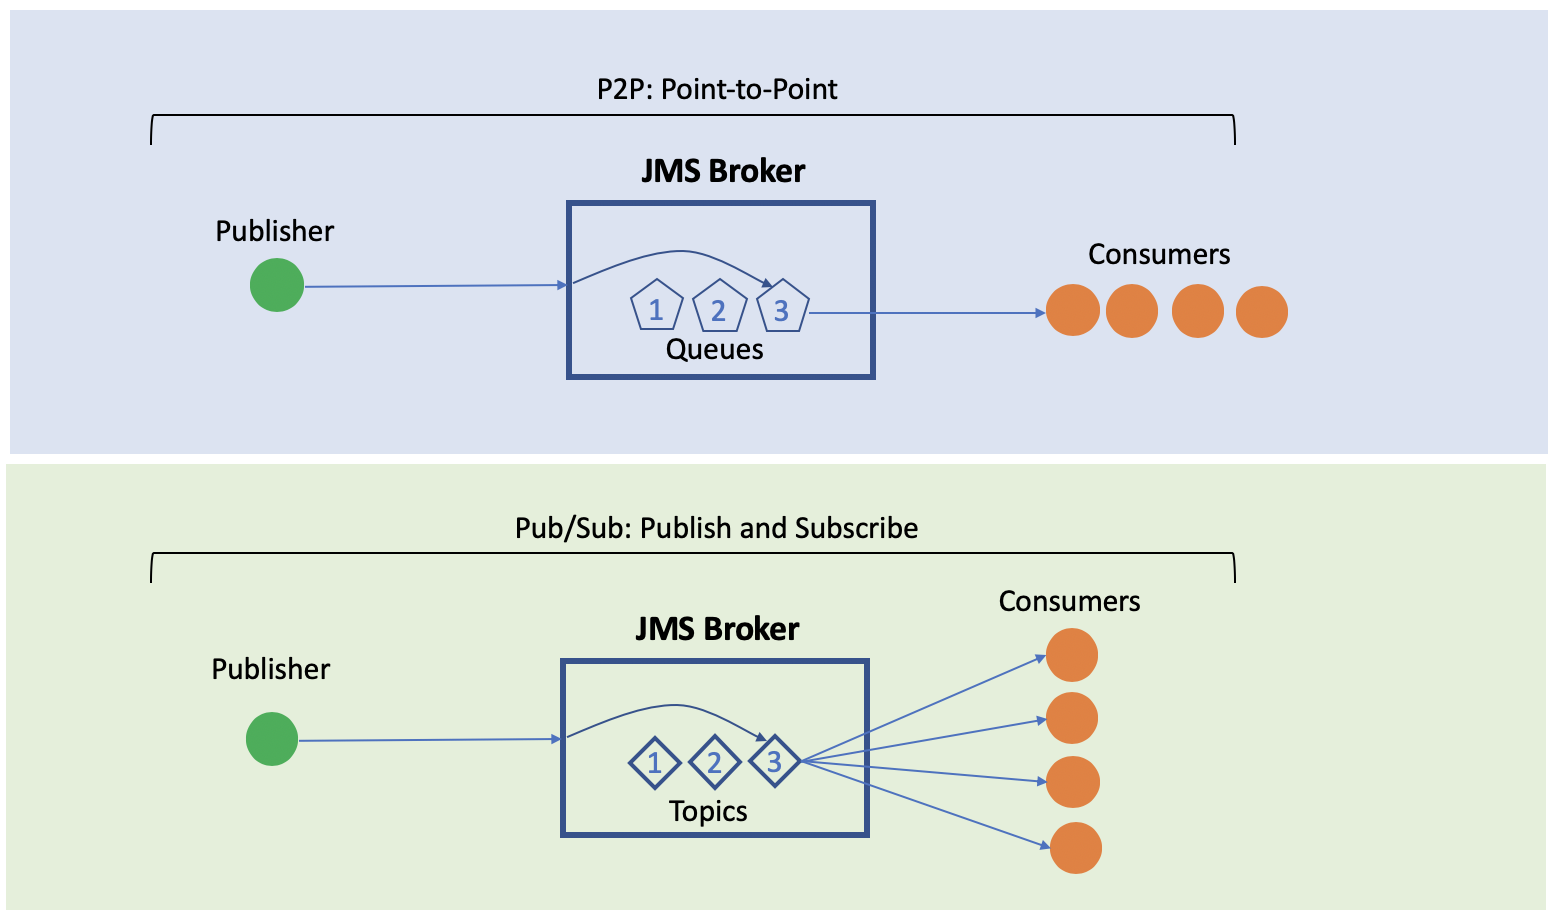 P2P: Point-to-Point
JMS Broker
Publisher
Consumers
1 2 3
Queues
Pub/Sub: Publish and Subscribe
Consumers
JMS Broker
Publisher
1 2 3
Topics